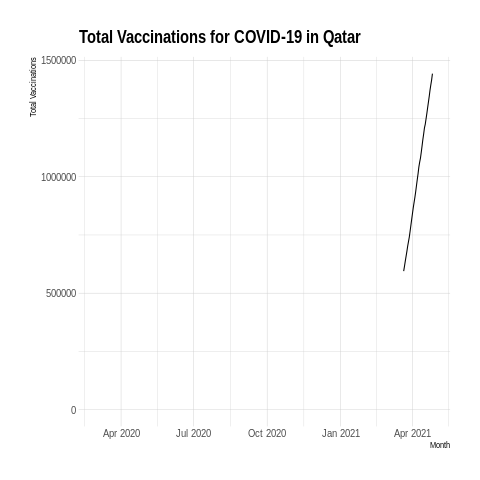 Total Vaccinations for COVID-19 in Qatar
Total Vaccinations
1500000
1000000
500000
0
Apr 2020 Jul 2020 Oct 2020 Jan 2021 Apr 2021
Month